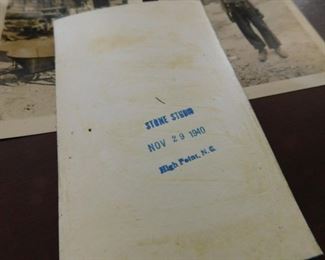 STONE STUDIO
NOV 29 1940
High Point, N.C.